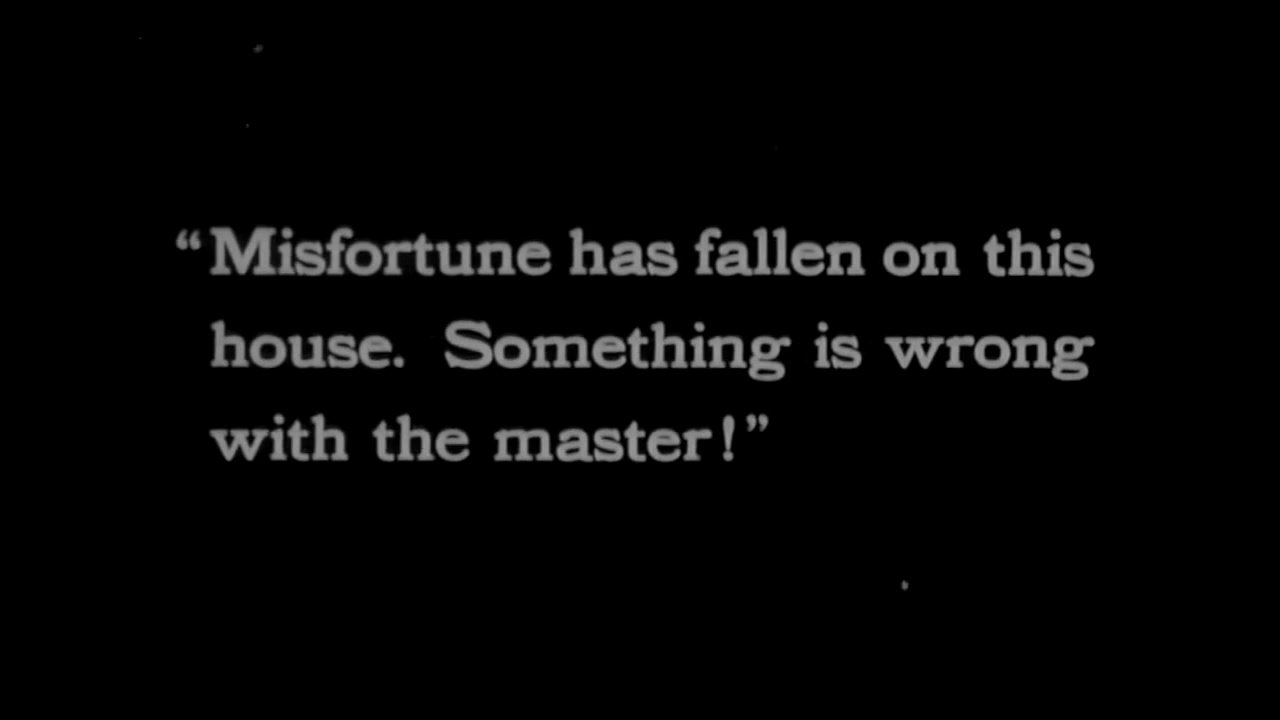 “Misfortune has fallen on this
house. Something is wrong
with the master!”